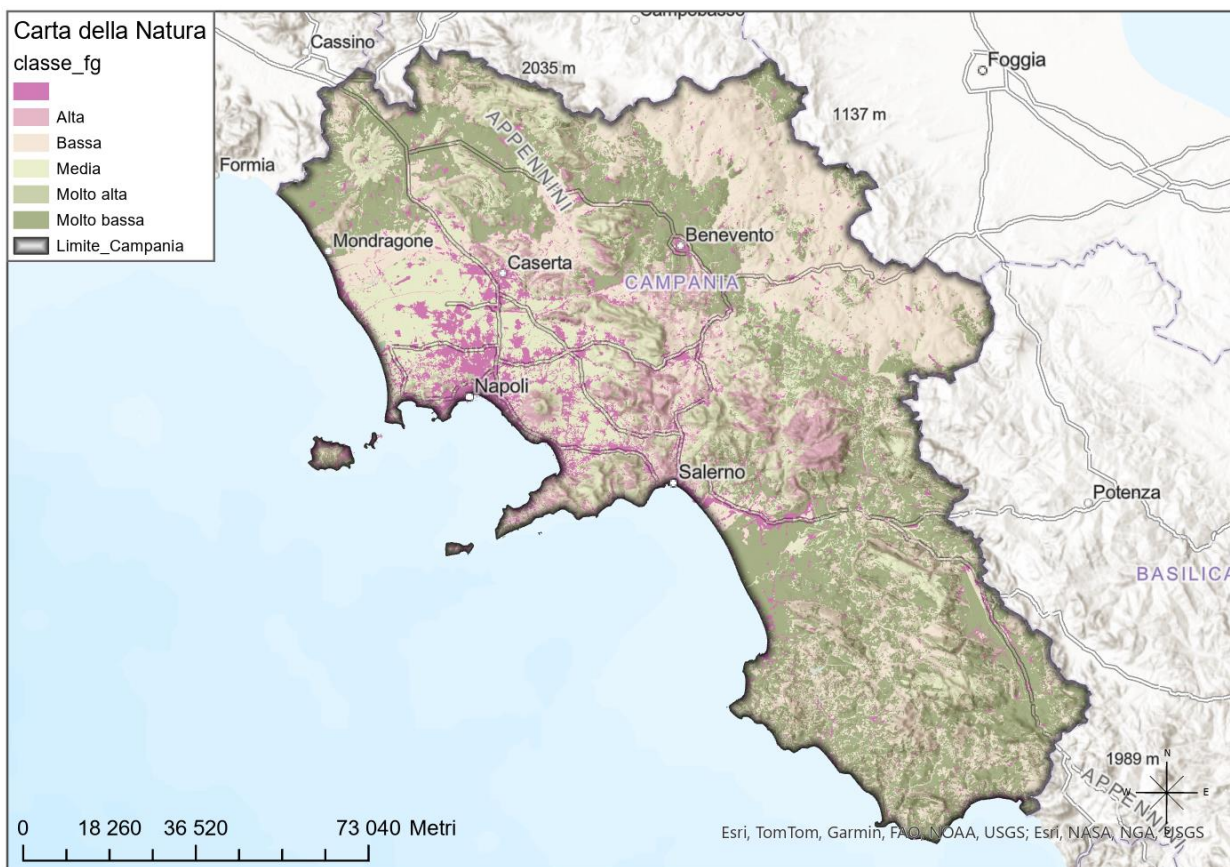 Carta della Natura
classe_fg
Alta
Bassa
Media
Molto alta
Molto bassa
Limite_Campania
Campobasso
Cassino
2035 m
Foggia
1137 m
APPENNINI
Formia
Mondragone
Benevento
Caserta
CAMPANIA
Napoli
Salerno
Potenza
BASILICA
1989 m
APPENNINI
N
W
E
S
0 18 260 36 520 73 040 Metri
Esri, TomTom, Garmin, FAO, NOAA, USGS; Esri, NASA, NGA, USGS